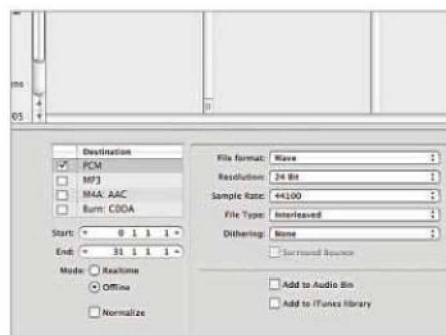 ms
05
Destination
PCM
MP3
M4A: AAC
Burn: CDDA
Start: 0 1 1 1
End: 31 1 1 1
Mode: Realtime
Offline
Normalize
File format: Wave
Resolution: 24 Bit
Sample Rate: 44100
File Type: Interleaved
Dithering: None
Surround Bounce
Add to Audio Bin
Add to iTunes library